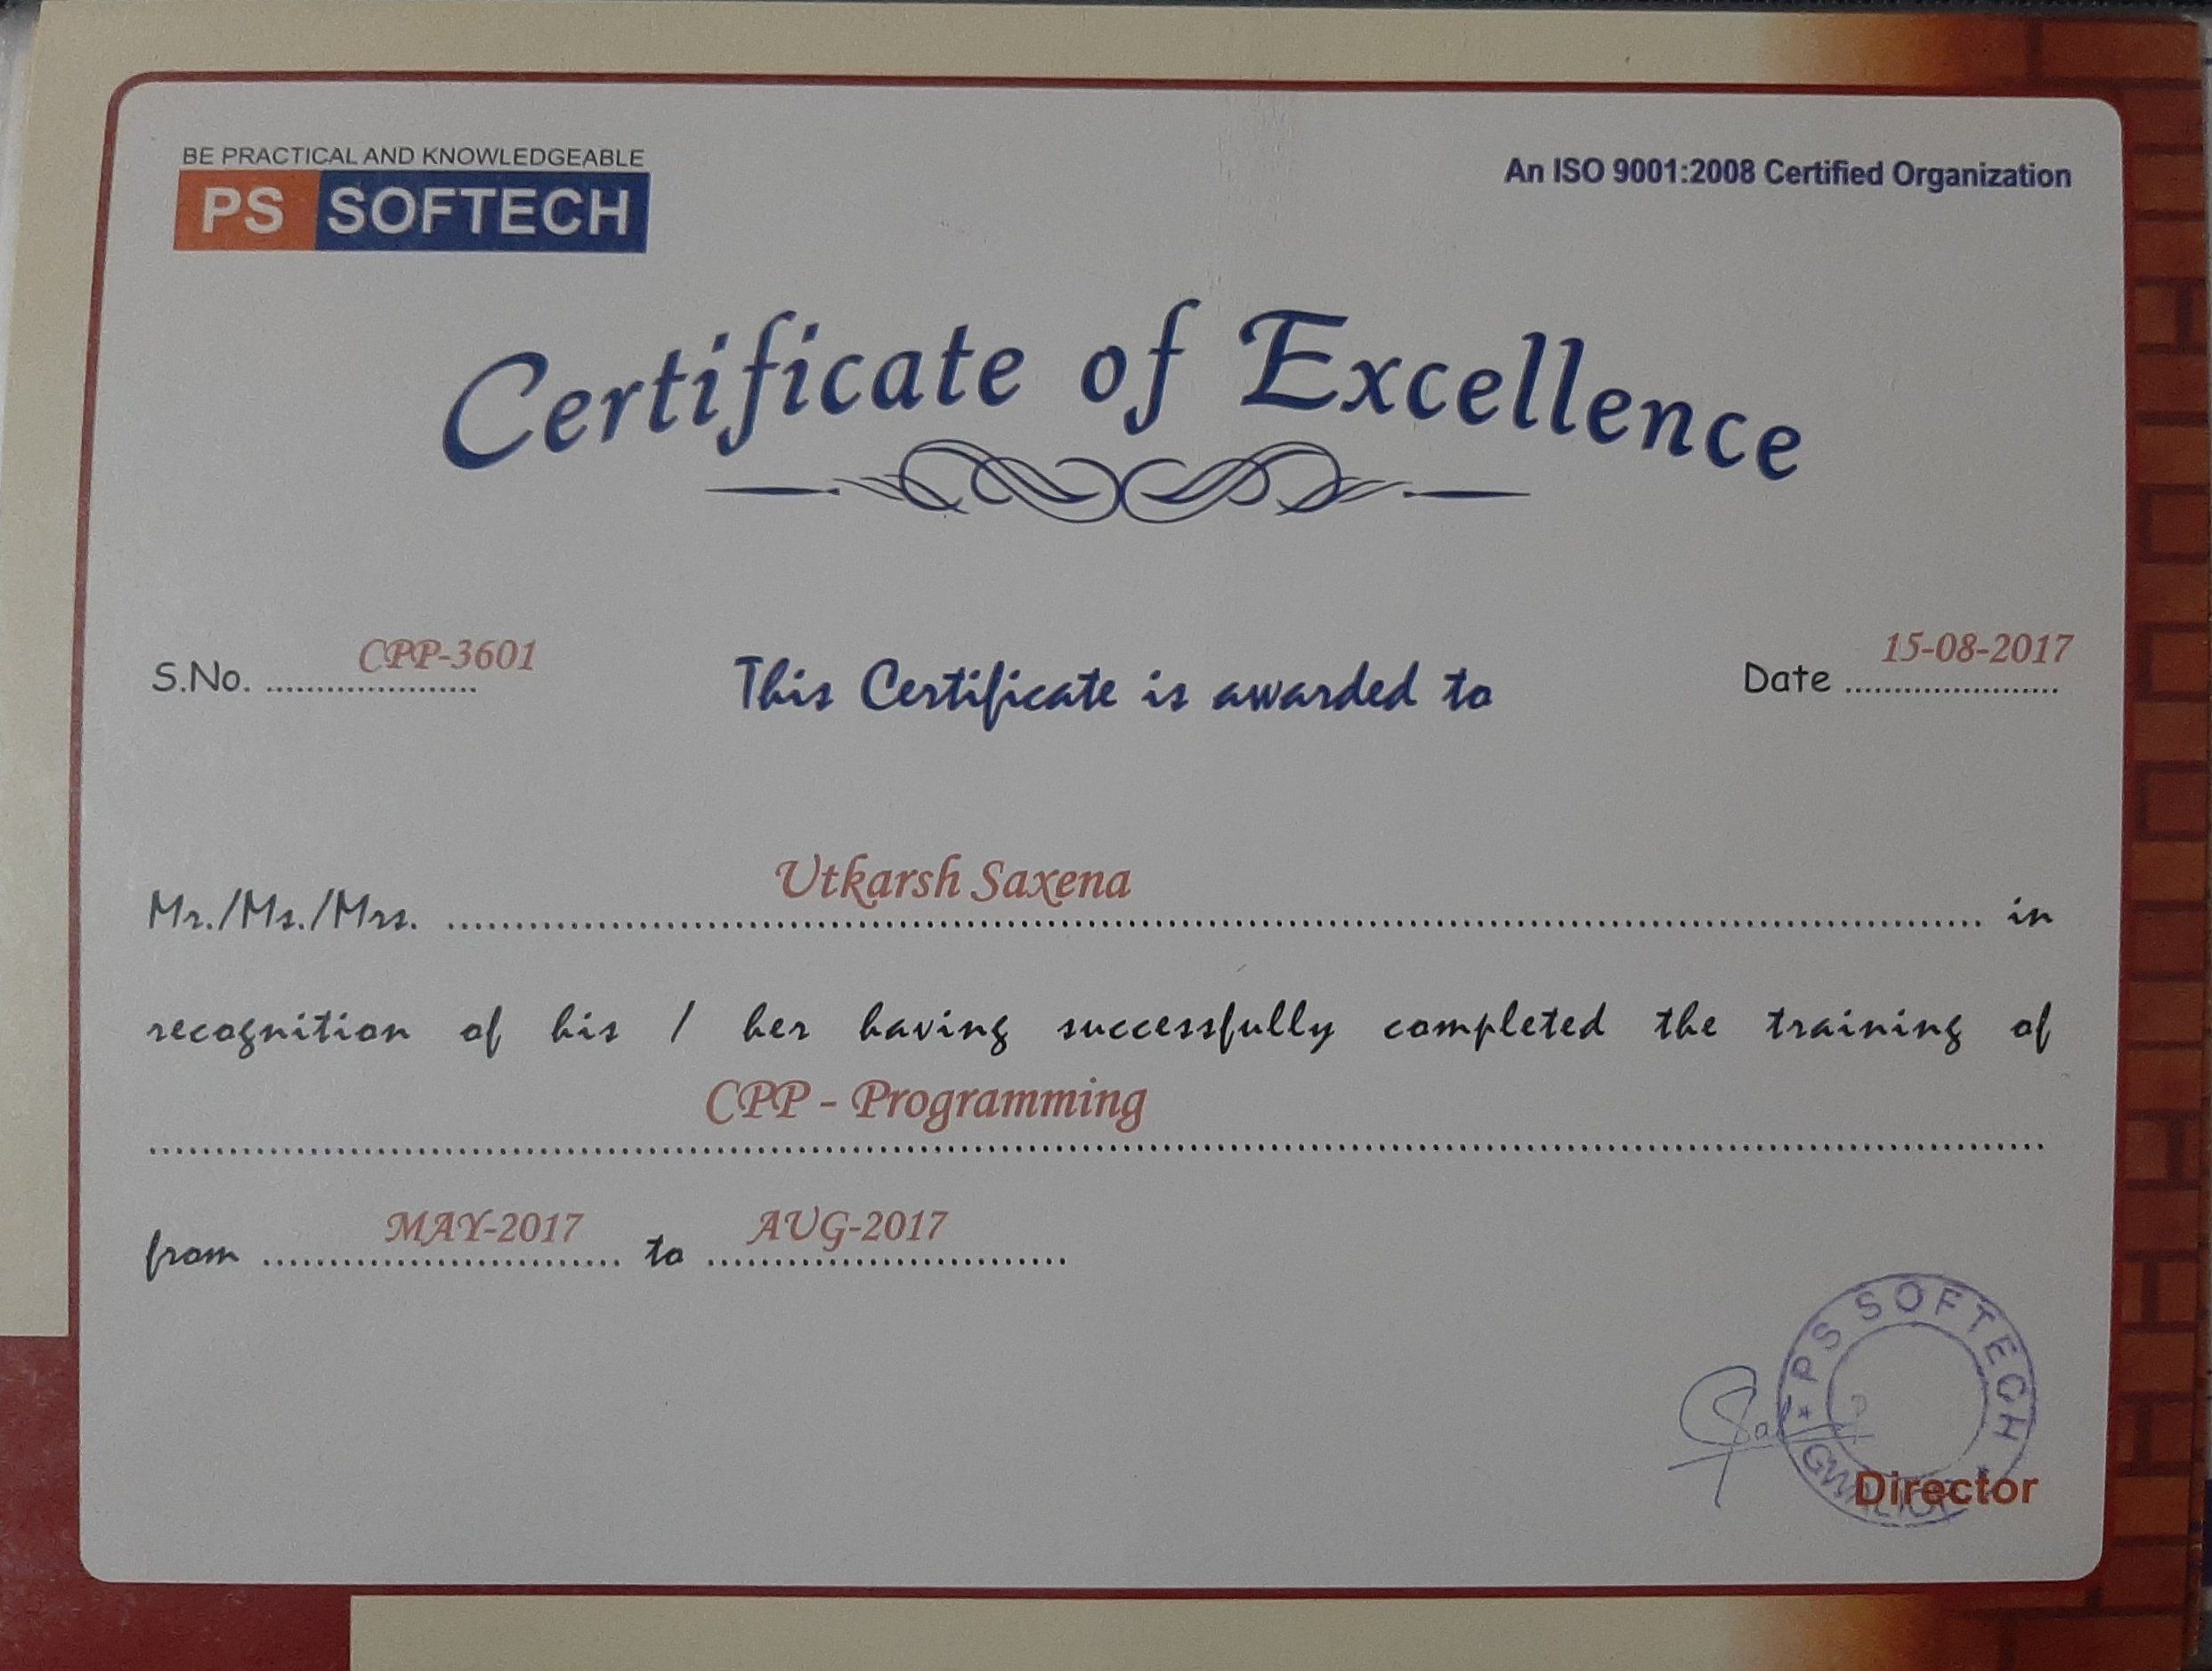 BE PRACTICAL AND KNOWLEDGEABLE
PS SOFTECH
An ISO 9001:2008 Certified Organization
Certificate of Excellence
S.No. ..................... CPP-3601
This Certificate is awarded to
Date ...................... 15-08-2017
Mr./Ms./Mrs. Utkarsh Saxena in
recognition of his / her having successfully completed the training of
CPP - Programming
from MAY-2017 to AUG-2017
PS SOFTECH
GWALIOR
Director